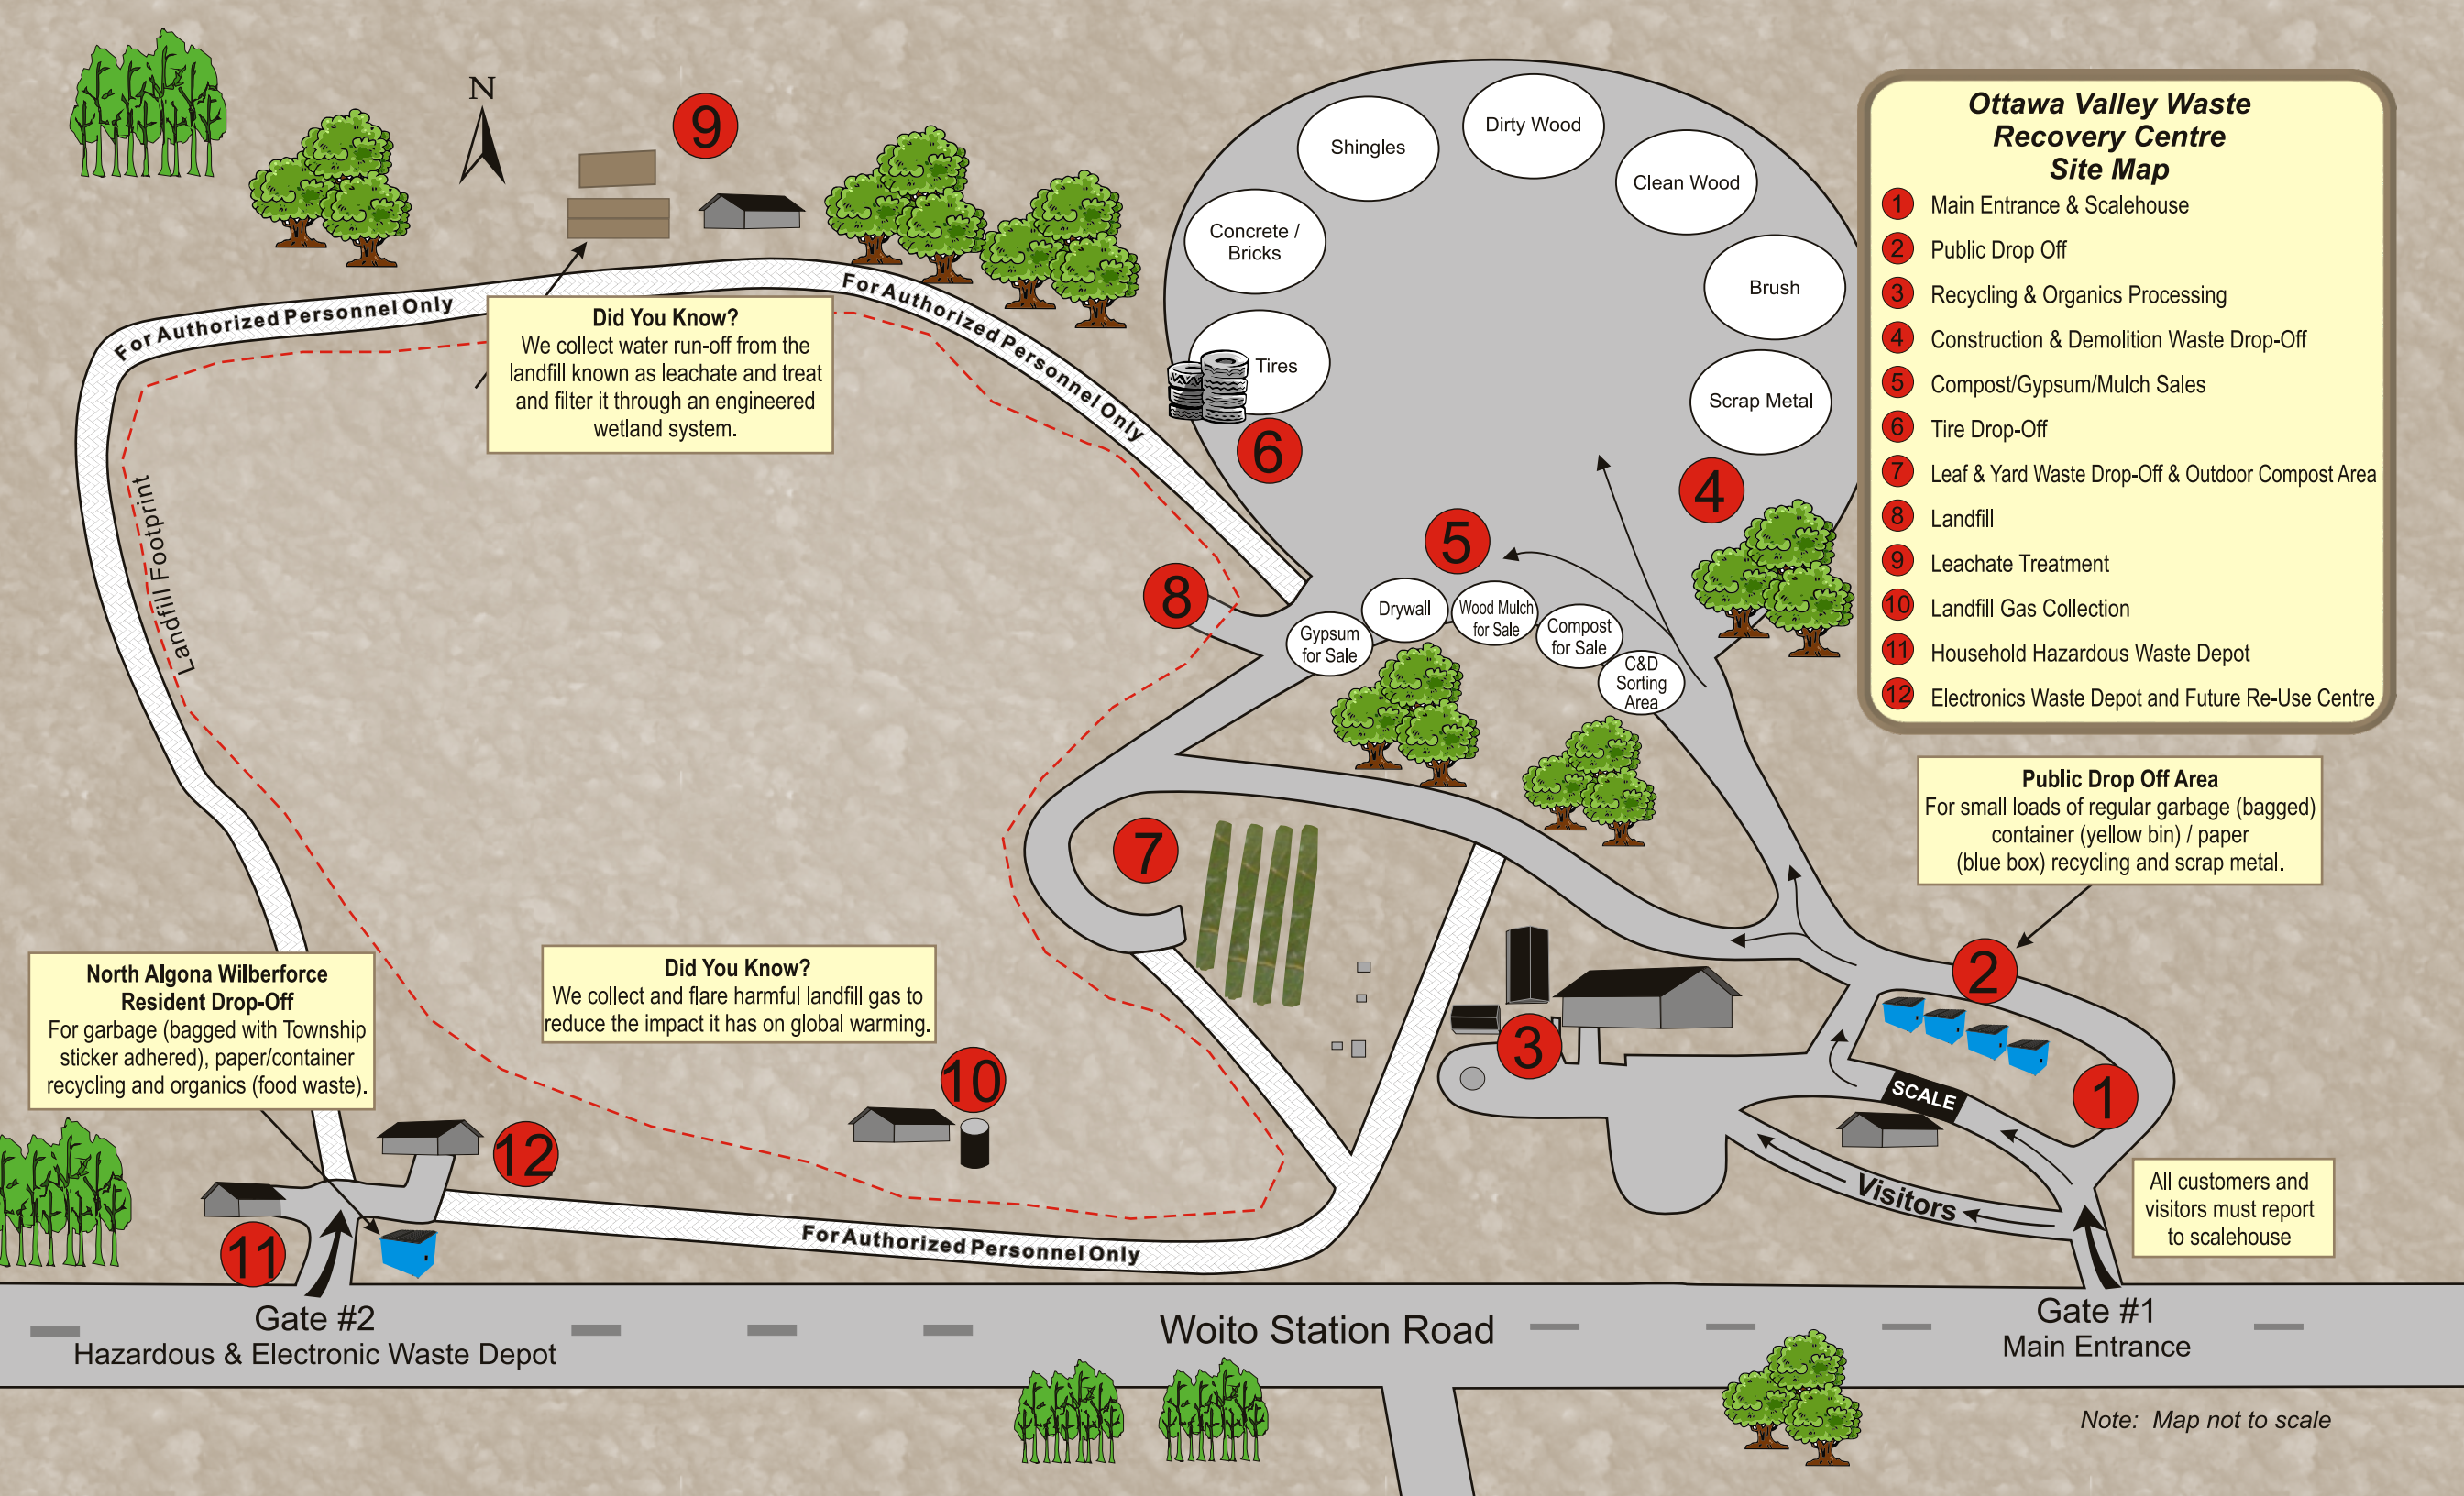 N
9
Ottawa Valley Waste
Recovery Centre
Site Map
1 Main Entrance & Scalehouse
2 Public Drop Off
3 Recycling & Organics Processing
4 Construction & Demolition Waste Drop-Off
5 Compost/Gypsum/Mulch Sales
6 Tire Drop-Off
7 Leaf & Yard Waste Drop-Off & Outdoor Compost Area
8 Landfill
9 Leachate Treatment
10 Landfill Gas Collection
11 Household Hazardous Waste Depot
12 Electronics Waste Depot and Future Re-Use Centre
Shingles
Dirty Wood
Clean Wood
Concrete /
Bricks
Brush
Tires
Scrap Metal
6
4
5
8
For Authorized Personnel Only
For Authorized Personnel Only
Did You Know?
We collect water run-off from the
landfill known as leachate and treat
and filter it through an engineered
wetland system.
Landfill Footprint
Gypsum
for Sale
Drywall
Wood Mulch
for Sale
Compost
for Sale
C&D
Sorting
Area
Public Drop Off Area
For small loads of regular garbage (bagged)
container (yellow bin) / paper
(blue box) recycling and scrap metal.
7
2
North Algona Wilberforce
Resident Drop-Off
For garbage (bagged with Township
sticker adhered), paper/container
recycling and organics (food waste).
Did You Know?
We collect and flare harmful landfill gas to
reduce the impact it has on global warming.
10
3
SCALE
1
12
11
Visitors
All customers and
visitors must report
to scalehouse
For Authorized Personnel Only
Gate #2
Hazardous & Electronic Waste Depot
Woito Station Road
Gate #1
Main Entrance
Note: Map not to scale